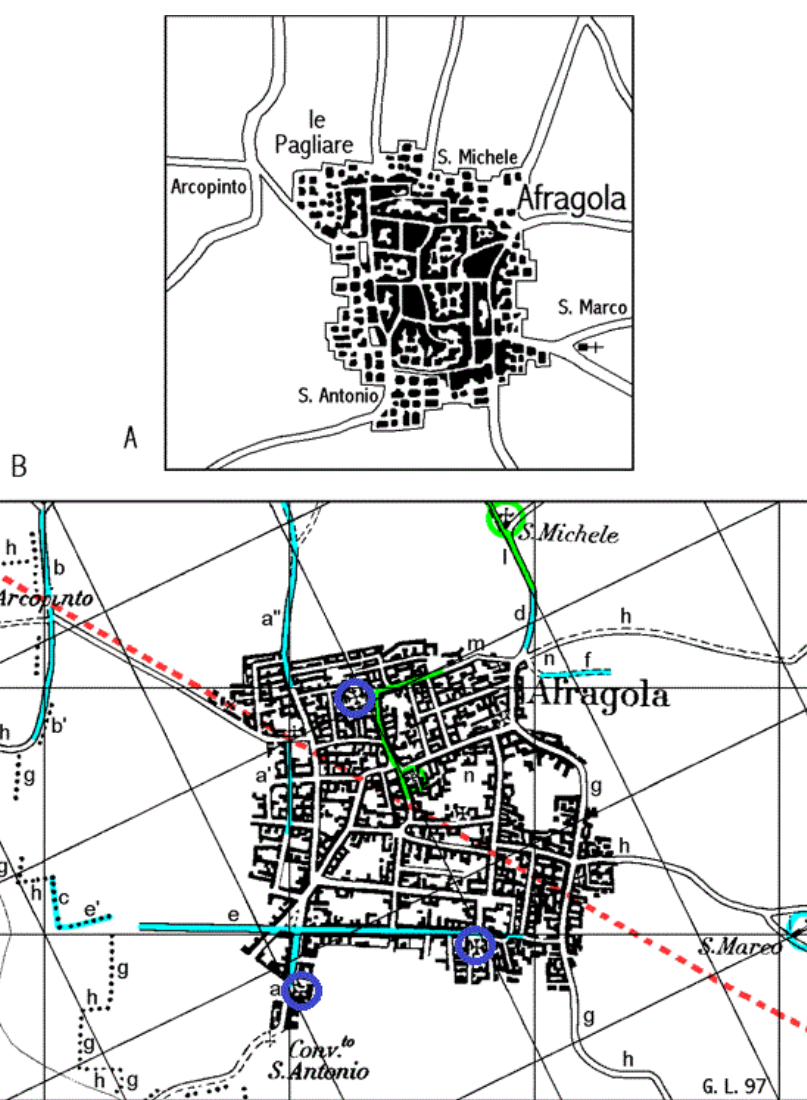 le
Pagliare
S. Michele
Arcopinto
Afragola
S. Marco
S. Antonio
A
B
S. Michele
h
b
l
Arcopinto
a"
d
h
m
n
f
Afragola
h
b'
g
a'
n
g
g
h
h
c
e'
e
S. Marco
g
a
h
g
g
h
h
g
Conv.to
S. Antonio
G. L. 97